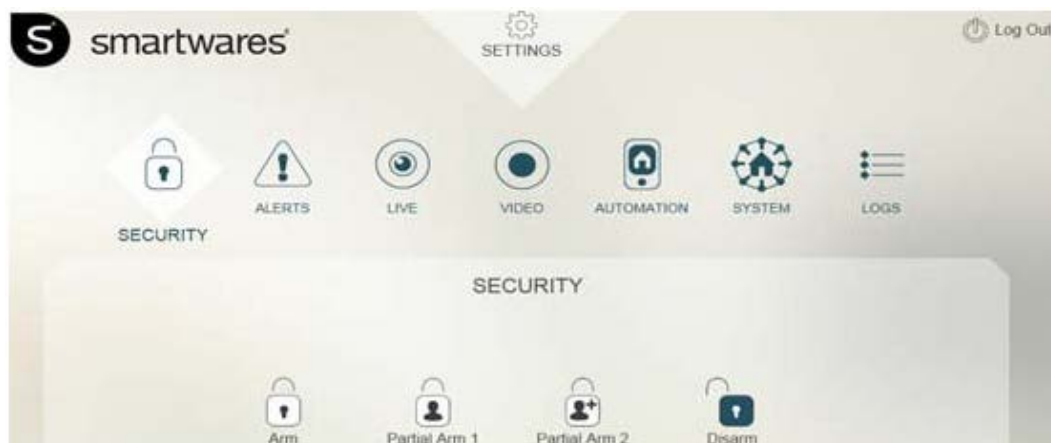 smartwares
SETTINGS
Log Out
ALERTS
LIVE
VIDEO
AUTOMATION
SYSTEM
LOGS
SECURITY
SECURITY
Arm
Partial Arm 1
Partial Arm 2
Disarm